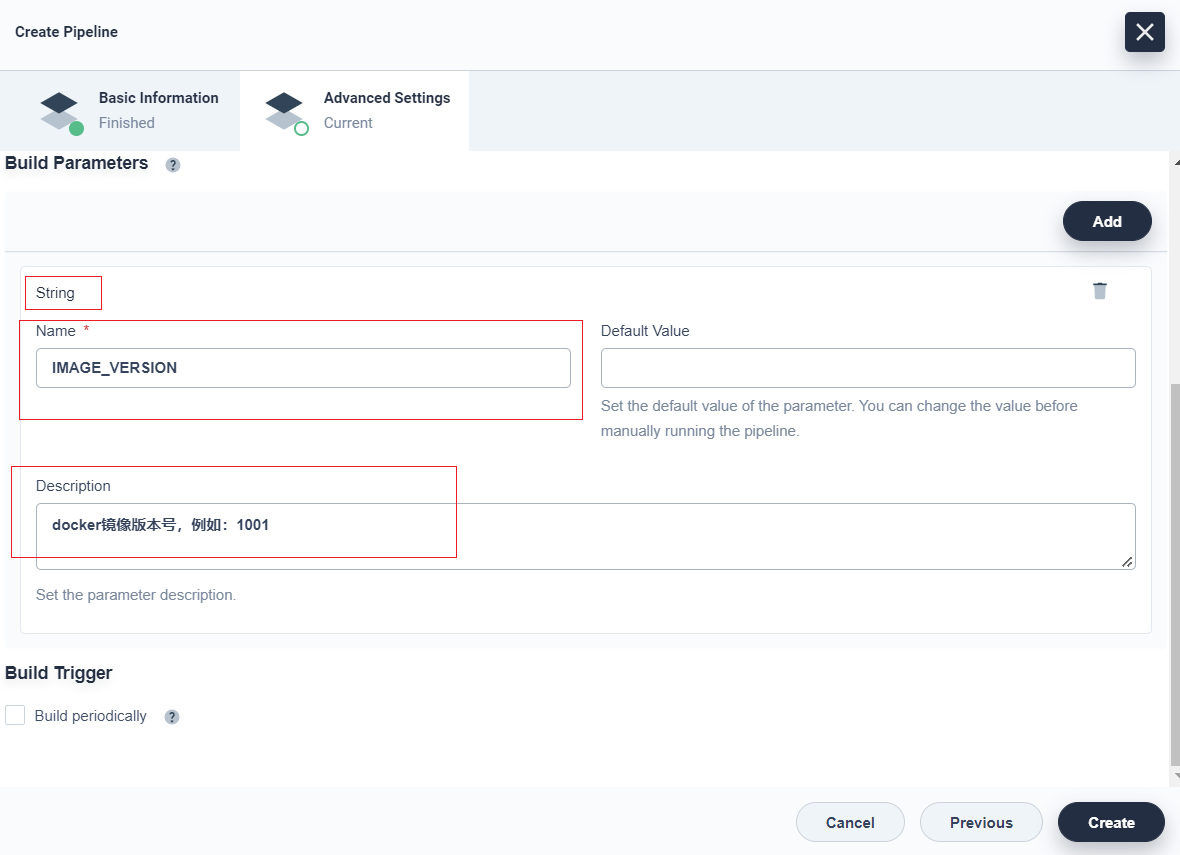 Create Pipeline
Basic Information
Finished
Advanced Settings
Current
Build Parameters ?
Add
String
Name *
IMAGE_VERSION
Default Value
Set the default value of the parameter. You can change the value before
manually running the pipeline.
Description
docker镜像版本号，例如：1001
Set the parameter description.
Build Trigger
Build periodically ?
Cancel
Previous
Create